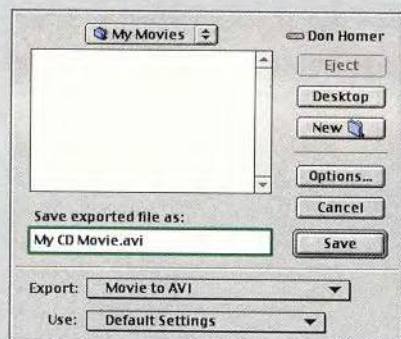 My Movies
Don Homer
Eject
Desktop
New
Options...
Cancel
Save
Save exported file as:
My CD Movie.avi
Export: Movie to AVI
Use: Default Settings